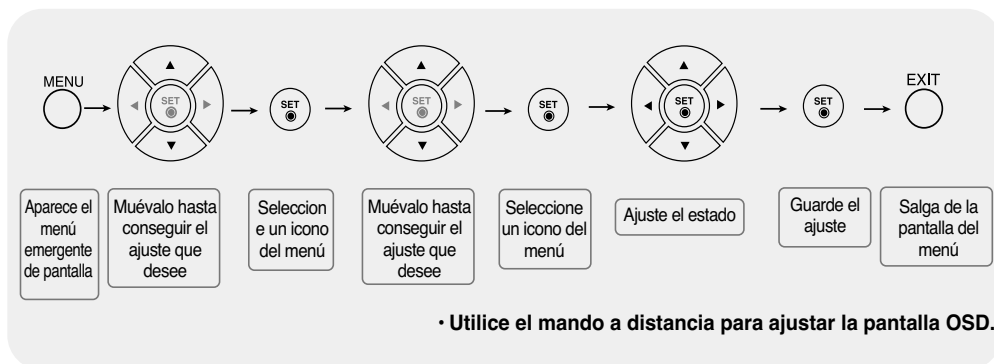 MENU
SET
SET
SET
SET
SET
SET
EXIT
Aparece el
menú
emergente
de pantalla
Muévalo hasta
conseguir el
ajuste que
desee
Seleccion
e un icono
del menú
Muévalo hasta
conseguir el
ajuste que
desee
Seleccione
un icono del
menú
Ajuste el estado
Guarde el
ajuste
Salga de la
pantalla del
menú
• Utilice el mando a distancia para ajustar la pantalla OSD.